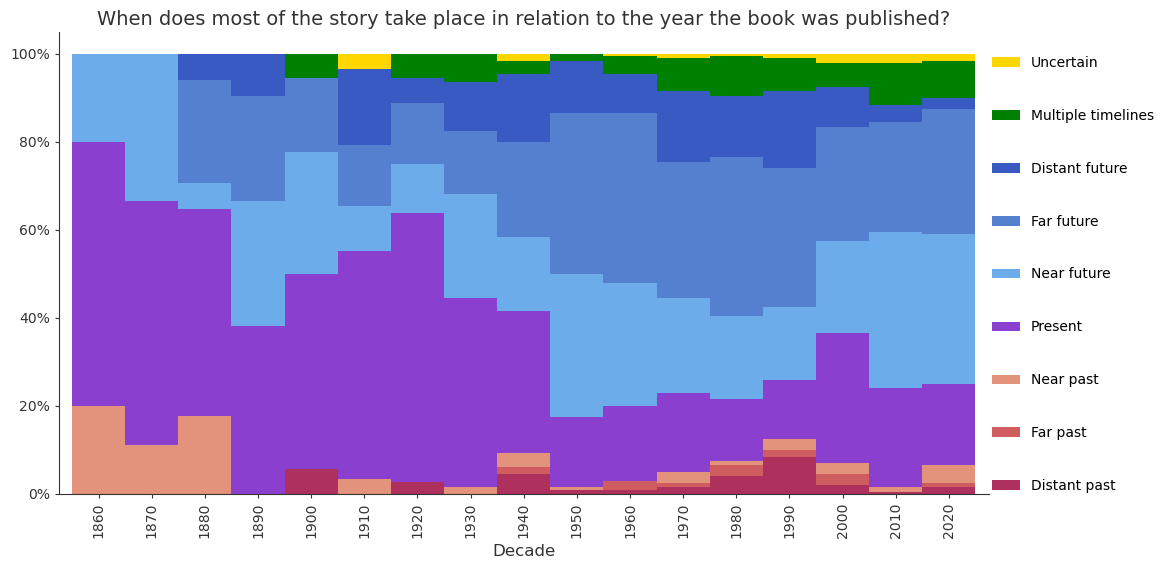 When does most of the story take place in relation to the year the book was published?
100%
80%
60%
40%
20%
0%
1860
1870
1880
1890
1900
1910
1920
1930
1940
1950
1960
1970
1980
1990
2000
2010
2020
Decade
Uncertain
Multiple timelines
Distant future
Far future
Near future
Present
Near past
Far past
Distant past